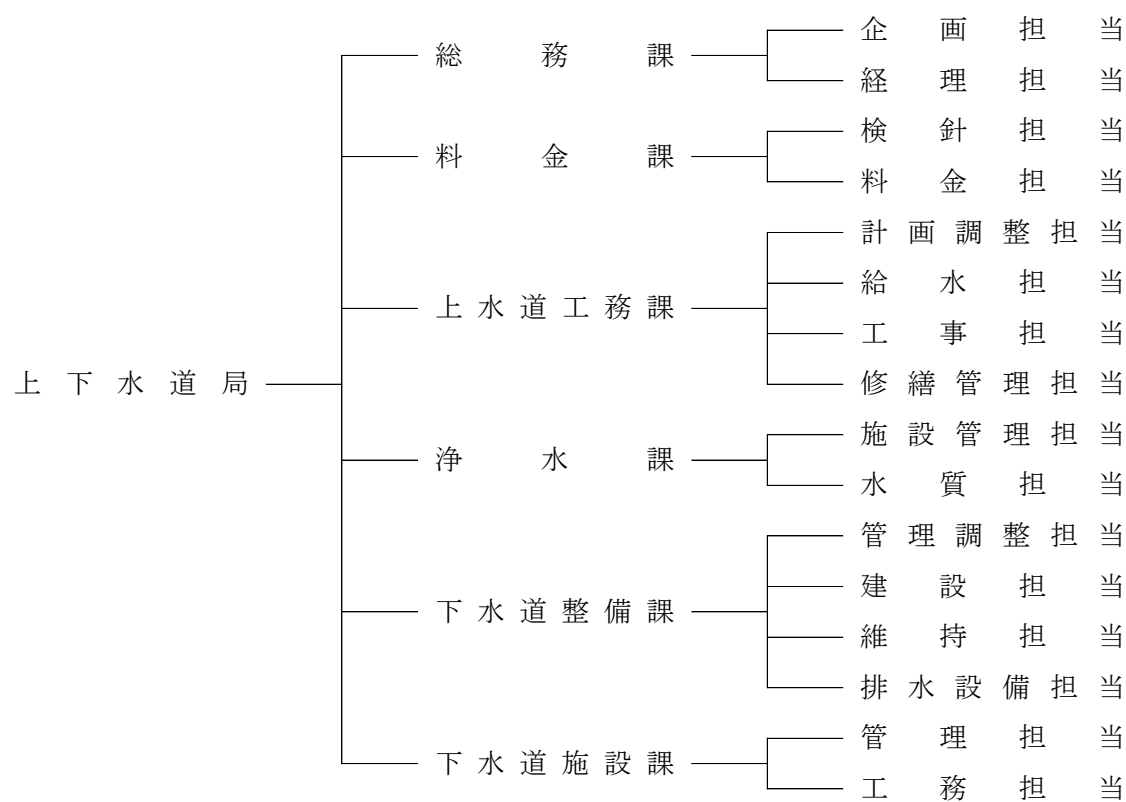 上下水道局
総務課
企画担当
経理担当
料金課
検針担当
料金担当
上水道工務課
計画調整担当
給水担当
工事担当
修繕管理担当
浄水課
施設管理担当
水質担当
下水道整備課
管理調整担当
建設担当
維持担当
排水設備担当
下水道施設課
管理担当
工務担当